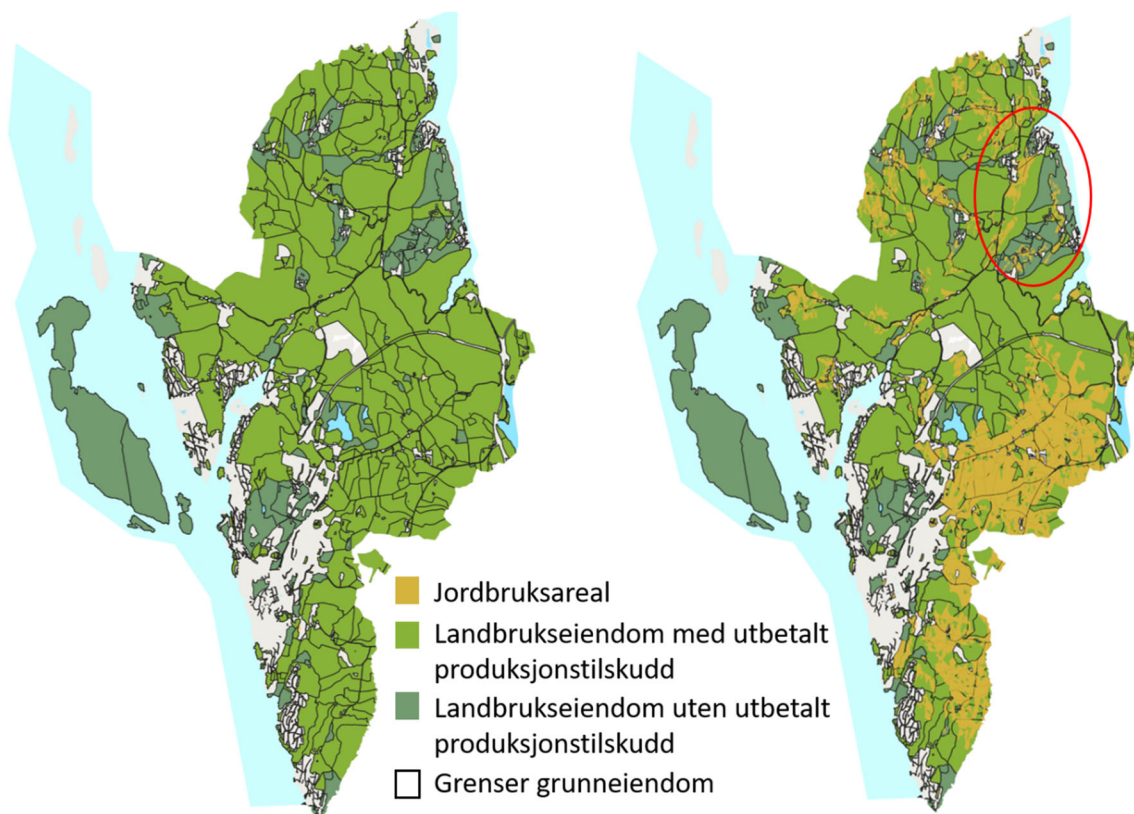 Jordbruksareal
Landbrukseiendom med utbetalt
produksjonstilskudd
Landbrukseiendom uten utbetalt
produksjonstilskudd
Grenser grunneiendom